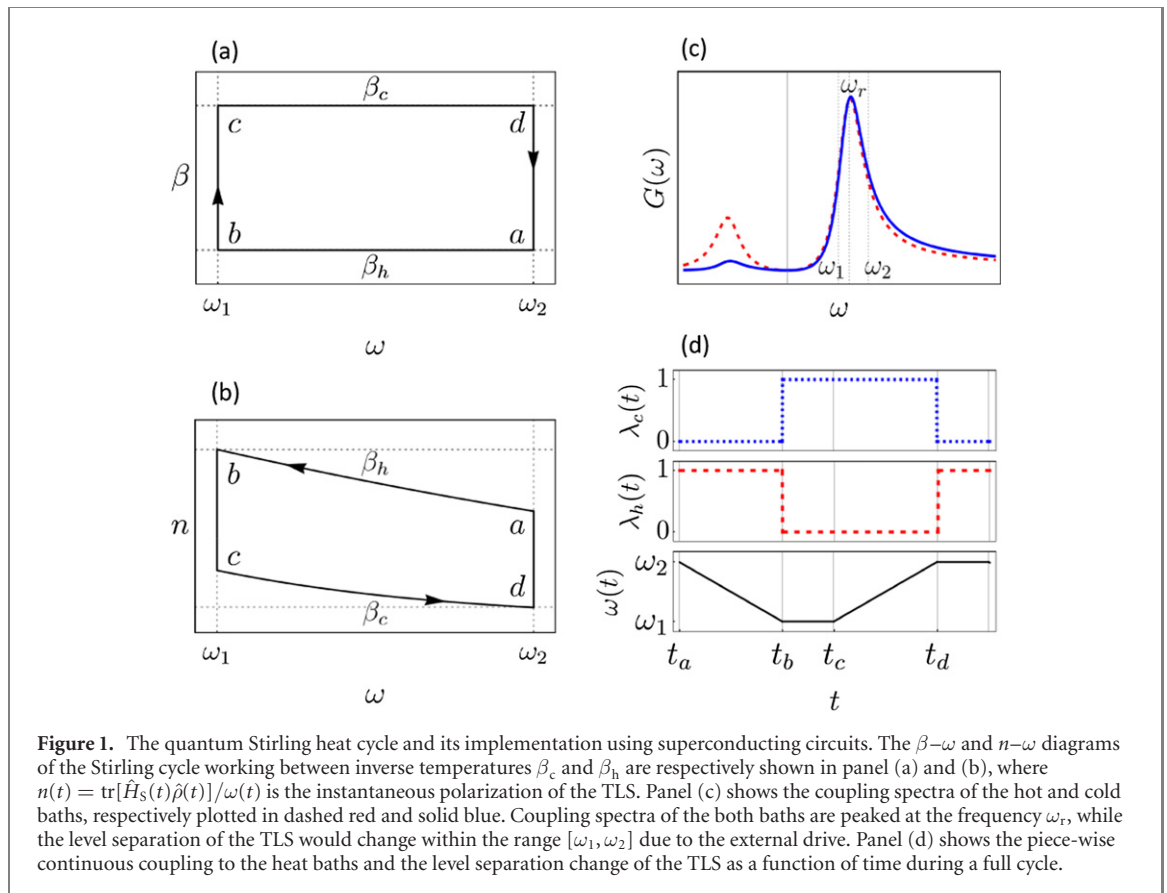 (a)
β_c
c
d
β
b
a
β_h
ω_1
ω_2
ω
(b)
b
β_h
n
a
c
d
β_c
ω_1
ω_2
ω
(c)
ω_r
G(ω)
ω_1
ω_2
ω
(d)
1
λ_c(t)
0
1
λ_h(t)
0
ω_2
ω(t)
ω_1
t_a
t_b
t_c
t_d
t
Figure 1. The quantum Stirling heat cycle and its implementation using superconducting circuits. The β–ω and n–ω diagrams
of the Stirling cycle working between inverse temperatures β_c and β_h are respectively shown in panel (a) and (b), where
n(t) = tr[Ĥ_S(t)ρ̂(t)]/ω(t) is the instantaneous polarization of the TLS. Panel (c) shows the coupling spectra of the hot and cold
baths, respectively plotted in dashed red and solid blue. Coupling spectra of the both baths are peaked at the frequency ω_r, while
the level separation of the TLS would change within the range [ω_1, ω_2] due to the external drive. Panel (d) shows the piece-wise
continuous coupling to the heat baths and the level separation change of the TLS as a function of time during a full cycle.